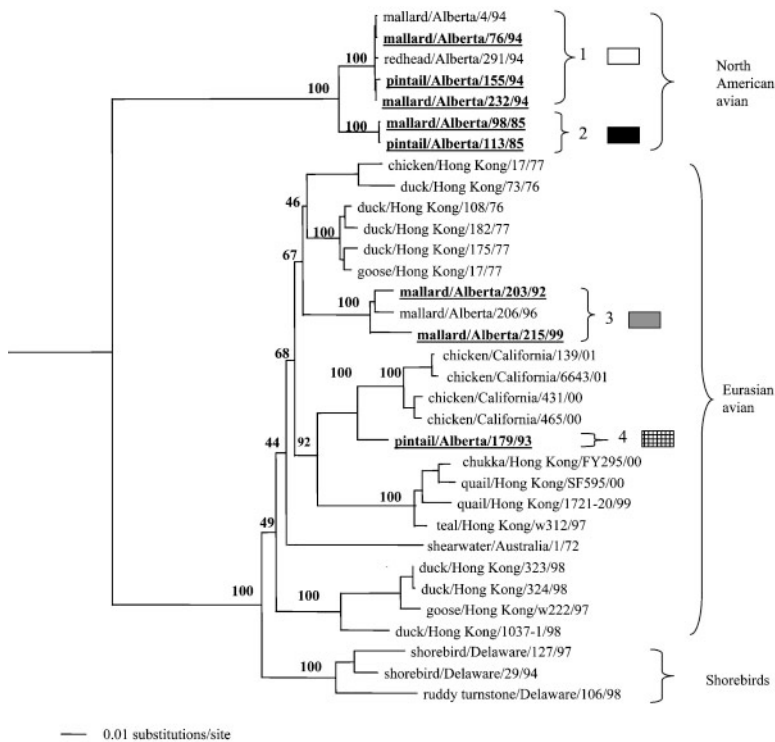 mallard/Alberta/4/94
mallard/Alberta/76/94
100
redhead/Alberta/291/94
1
North
American
avian
100
pintail/Alberta/155/94
mallard/Alberta/232/94
100
mallard/Alberta/98/85
2
pintail/Alberta/113/85
chicken/Hong Kong/17/77
duck/Hong Kong/73/76
46
duck/Hong Kong/108/76
100
duck/Hong Kong/182/77
duck/Hong Kong/175/77
67
goose/Hong Kong/17/77
mallard/Alberta/203/92
100
mallard/Alberta/206/96
3
mallard/Alberta/215/99
68
chicken/California/139/01
100
100
chicken/California/6643/01
Eurasian
avian
chicken/California/431/00
chicken/California/465/00
44
92
pintail/Alberta/179/93
4
chukka/Hong Kong/FY295/00
quail/Hong Kong/SF595/00
100
quail/Hong Kong/1721-20/99
49
teal/Hong Kong/w312/97
shearwater/Australia/1/72
duck/Hong Kong/323/98
100
100
duck/Hong Kong/324/98
goose/Hong Kong/w222/97
duck/Hong Kong/1037-1/98
shorebird/Delaware/127/97
100
shorebird/Delaware/29/94
Shorebirds
ruddy turnstone/Delaware/106/98
0.01 substitutions/site